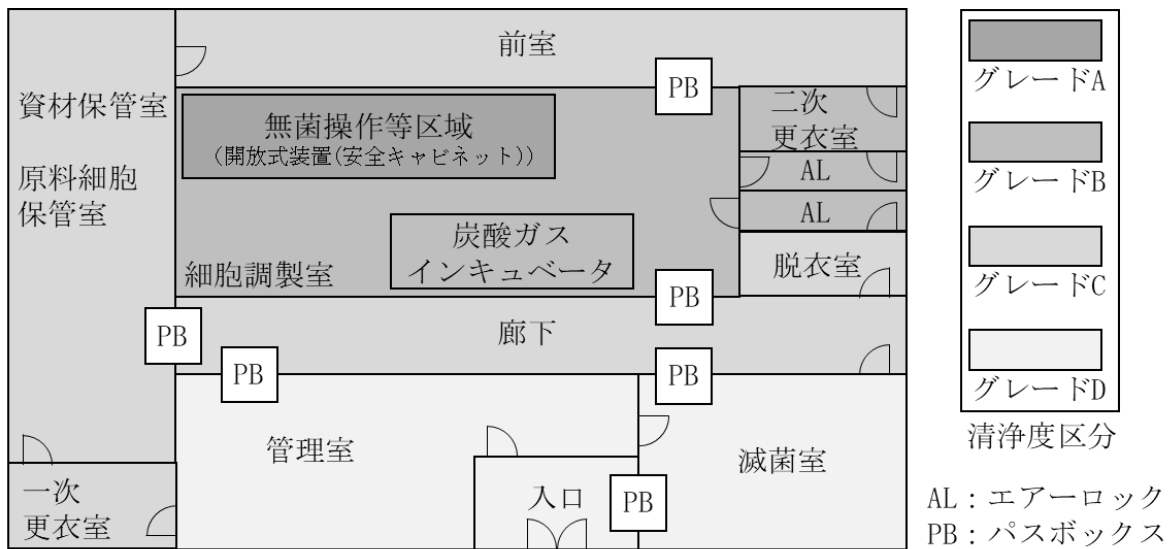 前室
PB
資材保管室
無菌操作等区域
(開放式装置(安全キャビネット))
二次
更衣室
AL
原料細胞
保管室
AL
炭酸ガス
インキュベータ
細胞調製室
脱衣室
PB
廊下
PB
PB
PB
管理室
滅菌室
一次
更衣室
入口
PB
グレードA
グレードB
グレードC
グレードD
清浄度区分
AL：エアーロック
PB：パスボックス